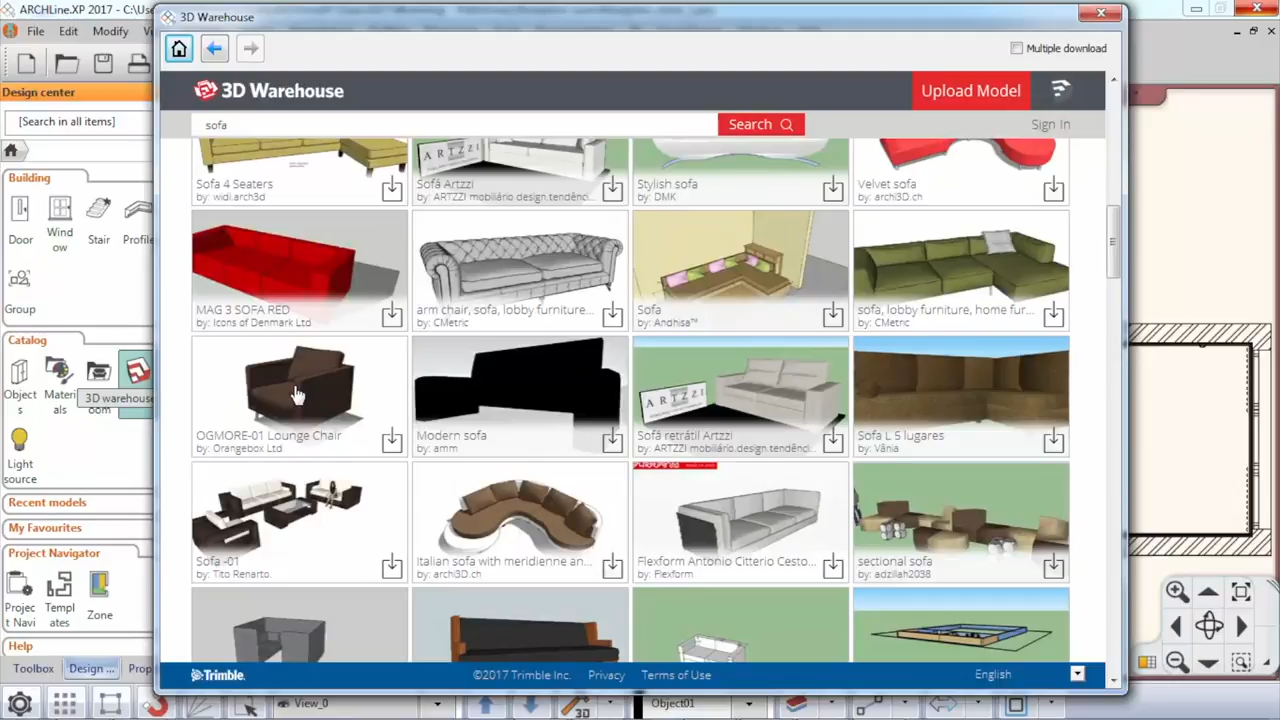 ARCHLine.XP 2017 - C:\Use
3D Warehouse
File Edit Modify
Multiple download
3D Warehouse
Upload Model
Design center
[Search in all items]
sofa
Search
Sign In
Building
Sofa 4 Seaters
by: widi.arch3d
ARTZZI
Sofá Artzzi
by: ARTZZI mobiliário.design.tendênci...
Stylish sofa
by: DMK
Velvet sofa
by: archi3D.ch
Door
Wind
ow
Stair
Profile
Group
MAG 3 SOFA RED
by: Icons of Denmark Ltd
arm chair, sofa, lobby furniture...
by: CMetric
Sofa
by: Andhisa™
sofa, lobby furniture, home fur...
by: CMetric
Catalog
Object
s
Materi
als
oom
3D warehouse
OGMORE-01 Lounge Chair
by: Orangebox Ltd
Modern sofa
by: amm
ARTZZI
Sofá retrátil Artzzi
by: ARTZZI mobiliário.design.tendênci...
Sofa L 5 lugares
by: Vânia
Light
source
Recent models
My Favourites
Project Navigator
Sofa -01
by: Tito Renarto.
Italian sofa with meridienne an...
by: archi3D.ch
Flexform Antonio Citterio Cesto...
by: Flexform
sectional sofa
by: adzilah2038
Projec
t Navi
Templ
ates
Zone
Help
Toolbox
Design ...
Prop
Trimble.
©2017 Trimble Inc.
Privacy
Terms of Use
English
View_0
3D
Object01